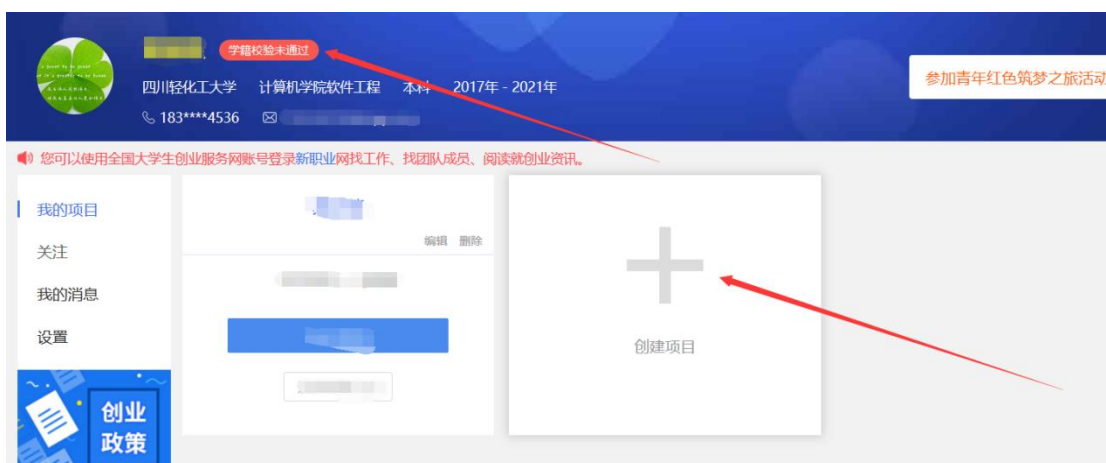 学籍校验未通过
四川轻化工大学 计算机学院软件工程 本科 2017年 - 2021年
183****4536
参加青年红色筑梦之旅活动
您可以使用全国大学生创业服务网账号登录新职业网找工作、找团队成员、阅读就创业资讯。
我的项目
关注
我的消息
设置
编辑 删除
创建项目
创业
政策